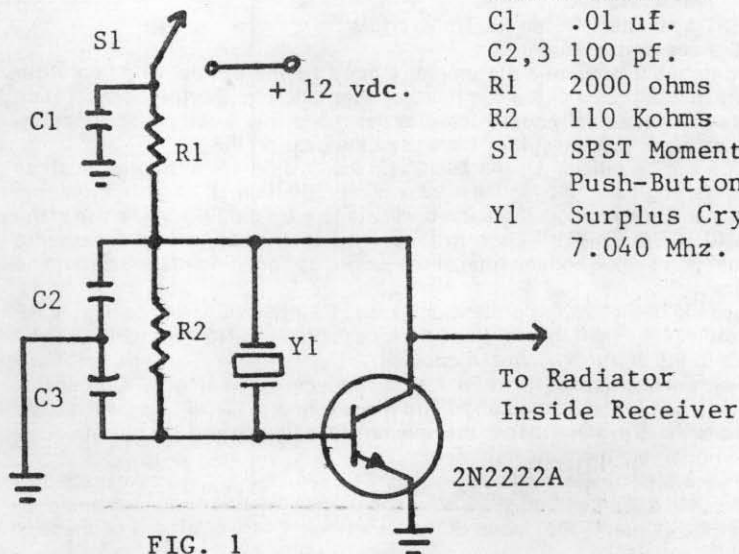 S1
+ 12 vdc.
C1
R1
C2
R2
Y1
C3
C1 .01 uf.
C2,3 100 pf.
R1 2000 ohms
R2 110 Kohms
S1 SPST Moment
Push-Button
Y1 Surplus Cry
7.040 Mhz.
To Radiator
Inside Receiver
2N2222A
FIG. 1